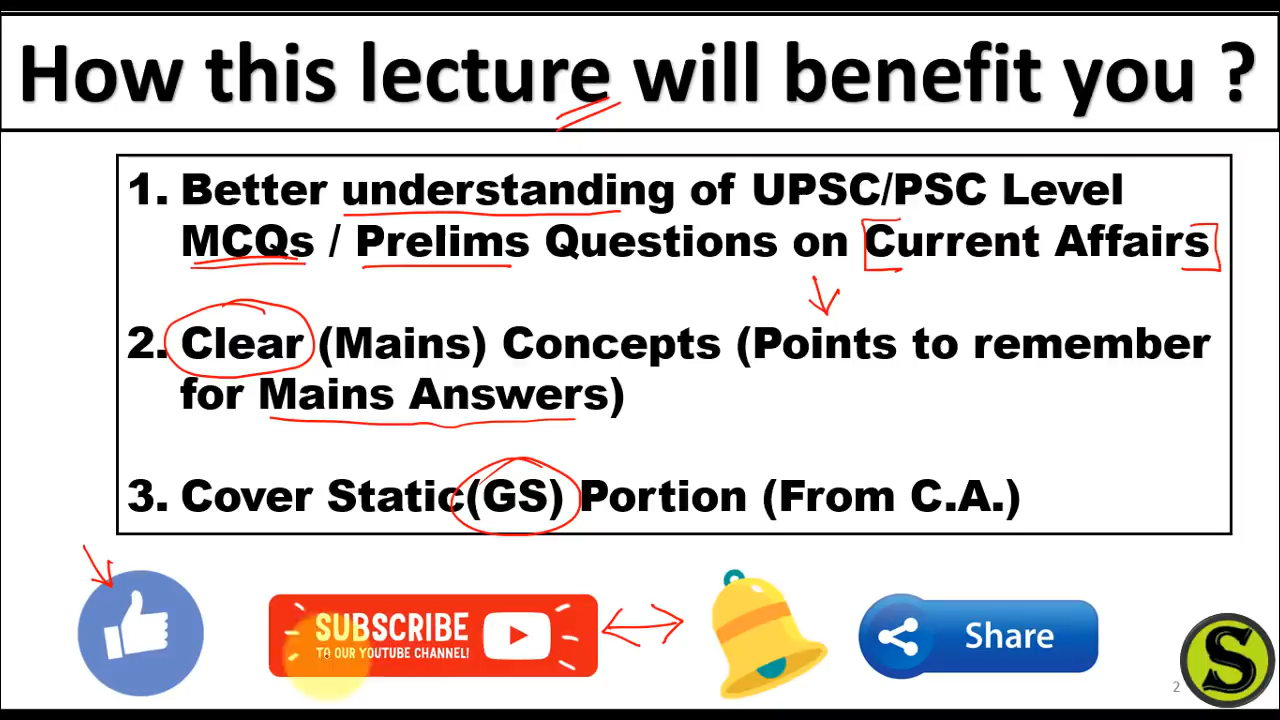 How this lecture will benefit you ?
1. Better understanding of UPSC/PSC Level
MCQs / Prelims Questions on Current Affairs
2. Clear (Mains) Concepts (Points to remember
for Mains Answers)
3. Cover Static(GS) Portion (From C.A.)
SUBSCRIBE
TO OUR YOUTUBE CHANNEL!
Share
2
S